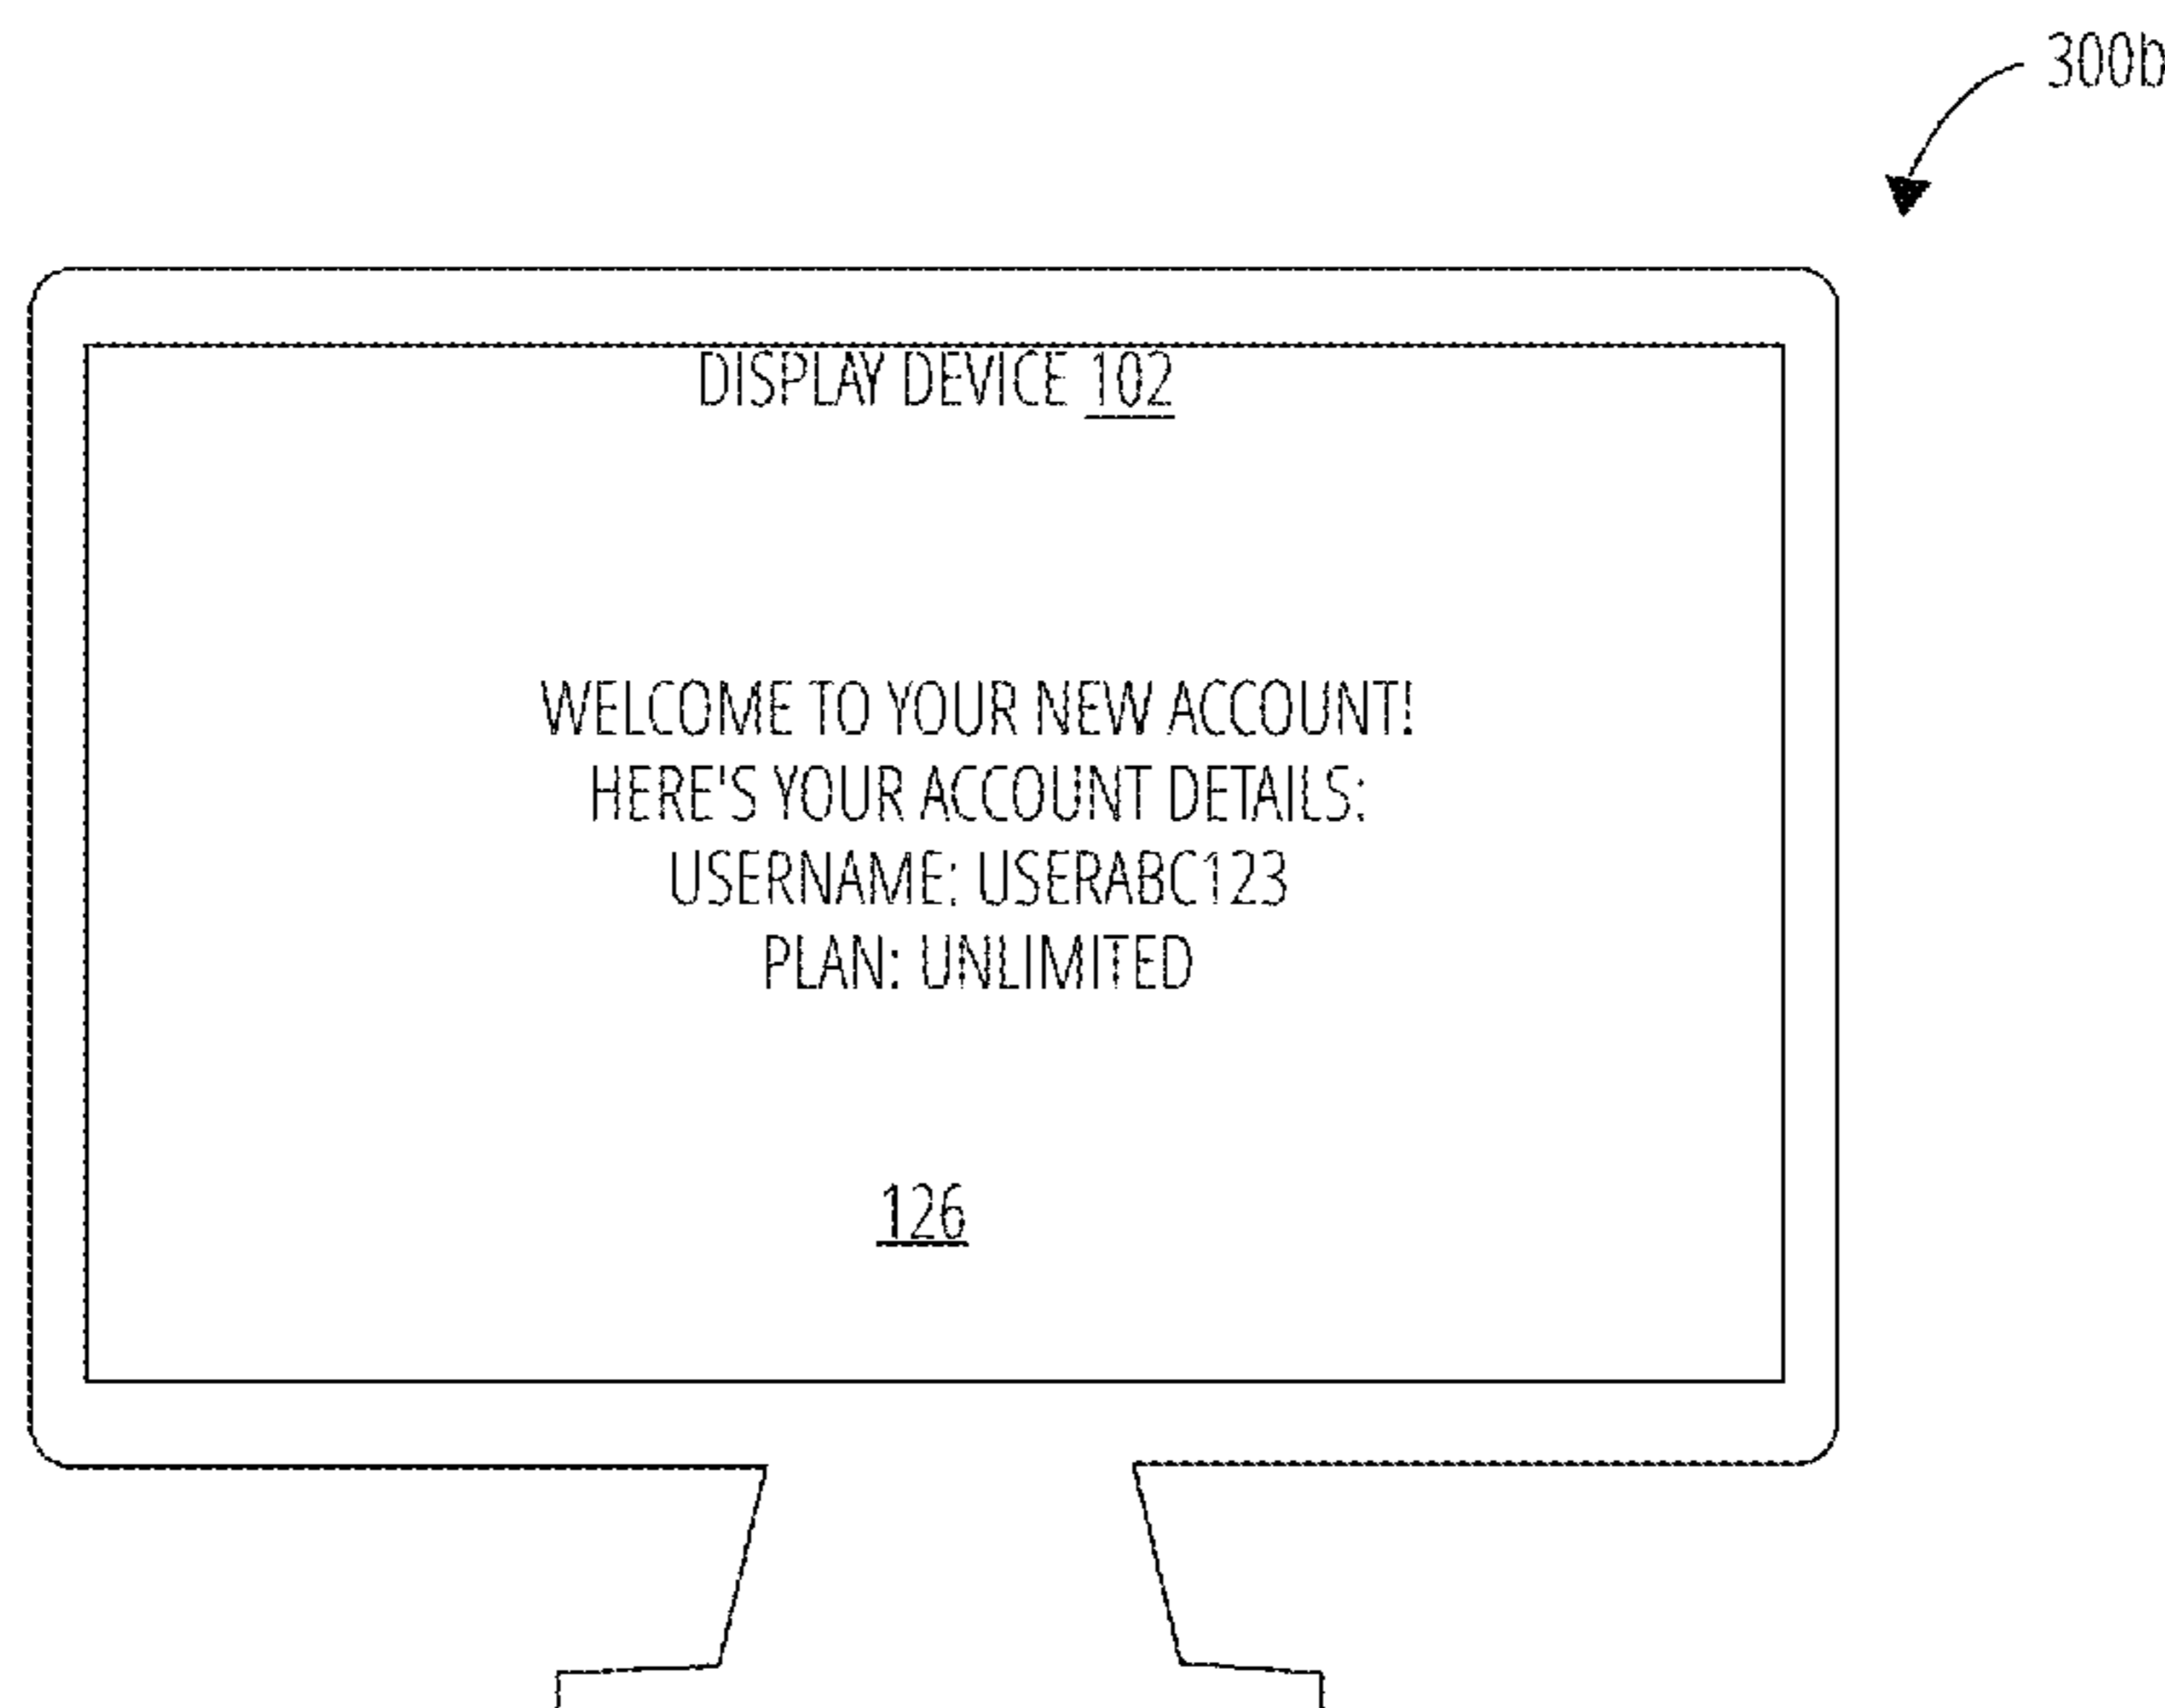 300b
DISPLAY DEVICE 102
WELCOME TO YOUR NEW ACCOUNT!
HERE'S YOUR ACCOUNT DETAILS:
USERNAME: USERABC123
PLAN: UNLIMITED
126